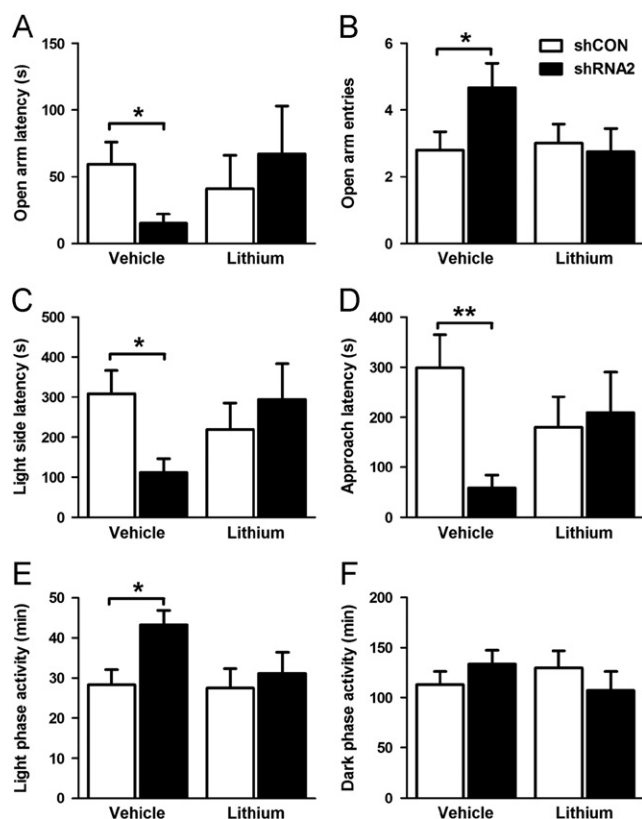 A
Open arm latency (s)
150
100
50
0
*
Vehicle
Lithium
B
Open arm entries
6
4
2
0
*
shCON
shRNA2
Vehicle
Lithium
C
Light side latency (s)
500
400
300
200
100
0
*
Vehicle
Lithium
D
Approach latency (s)
400
300
200
100
0
**
Vehicle
Lithium
E
Light phase activity (min)
50
40
30
20
10
0
*
Vehicle
Lithium
F
Dark phase activity (min)
200
150
100
50
0
Vehicle
Lithium